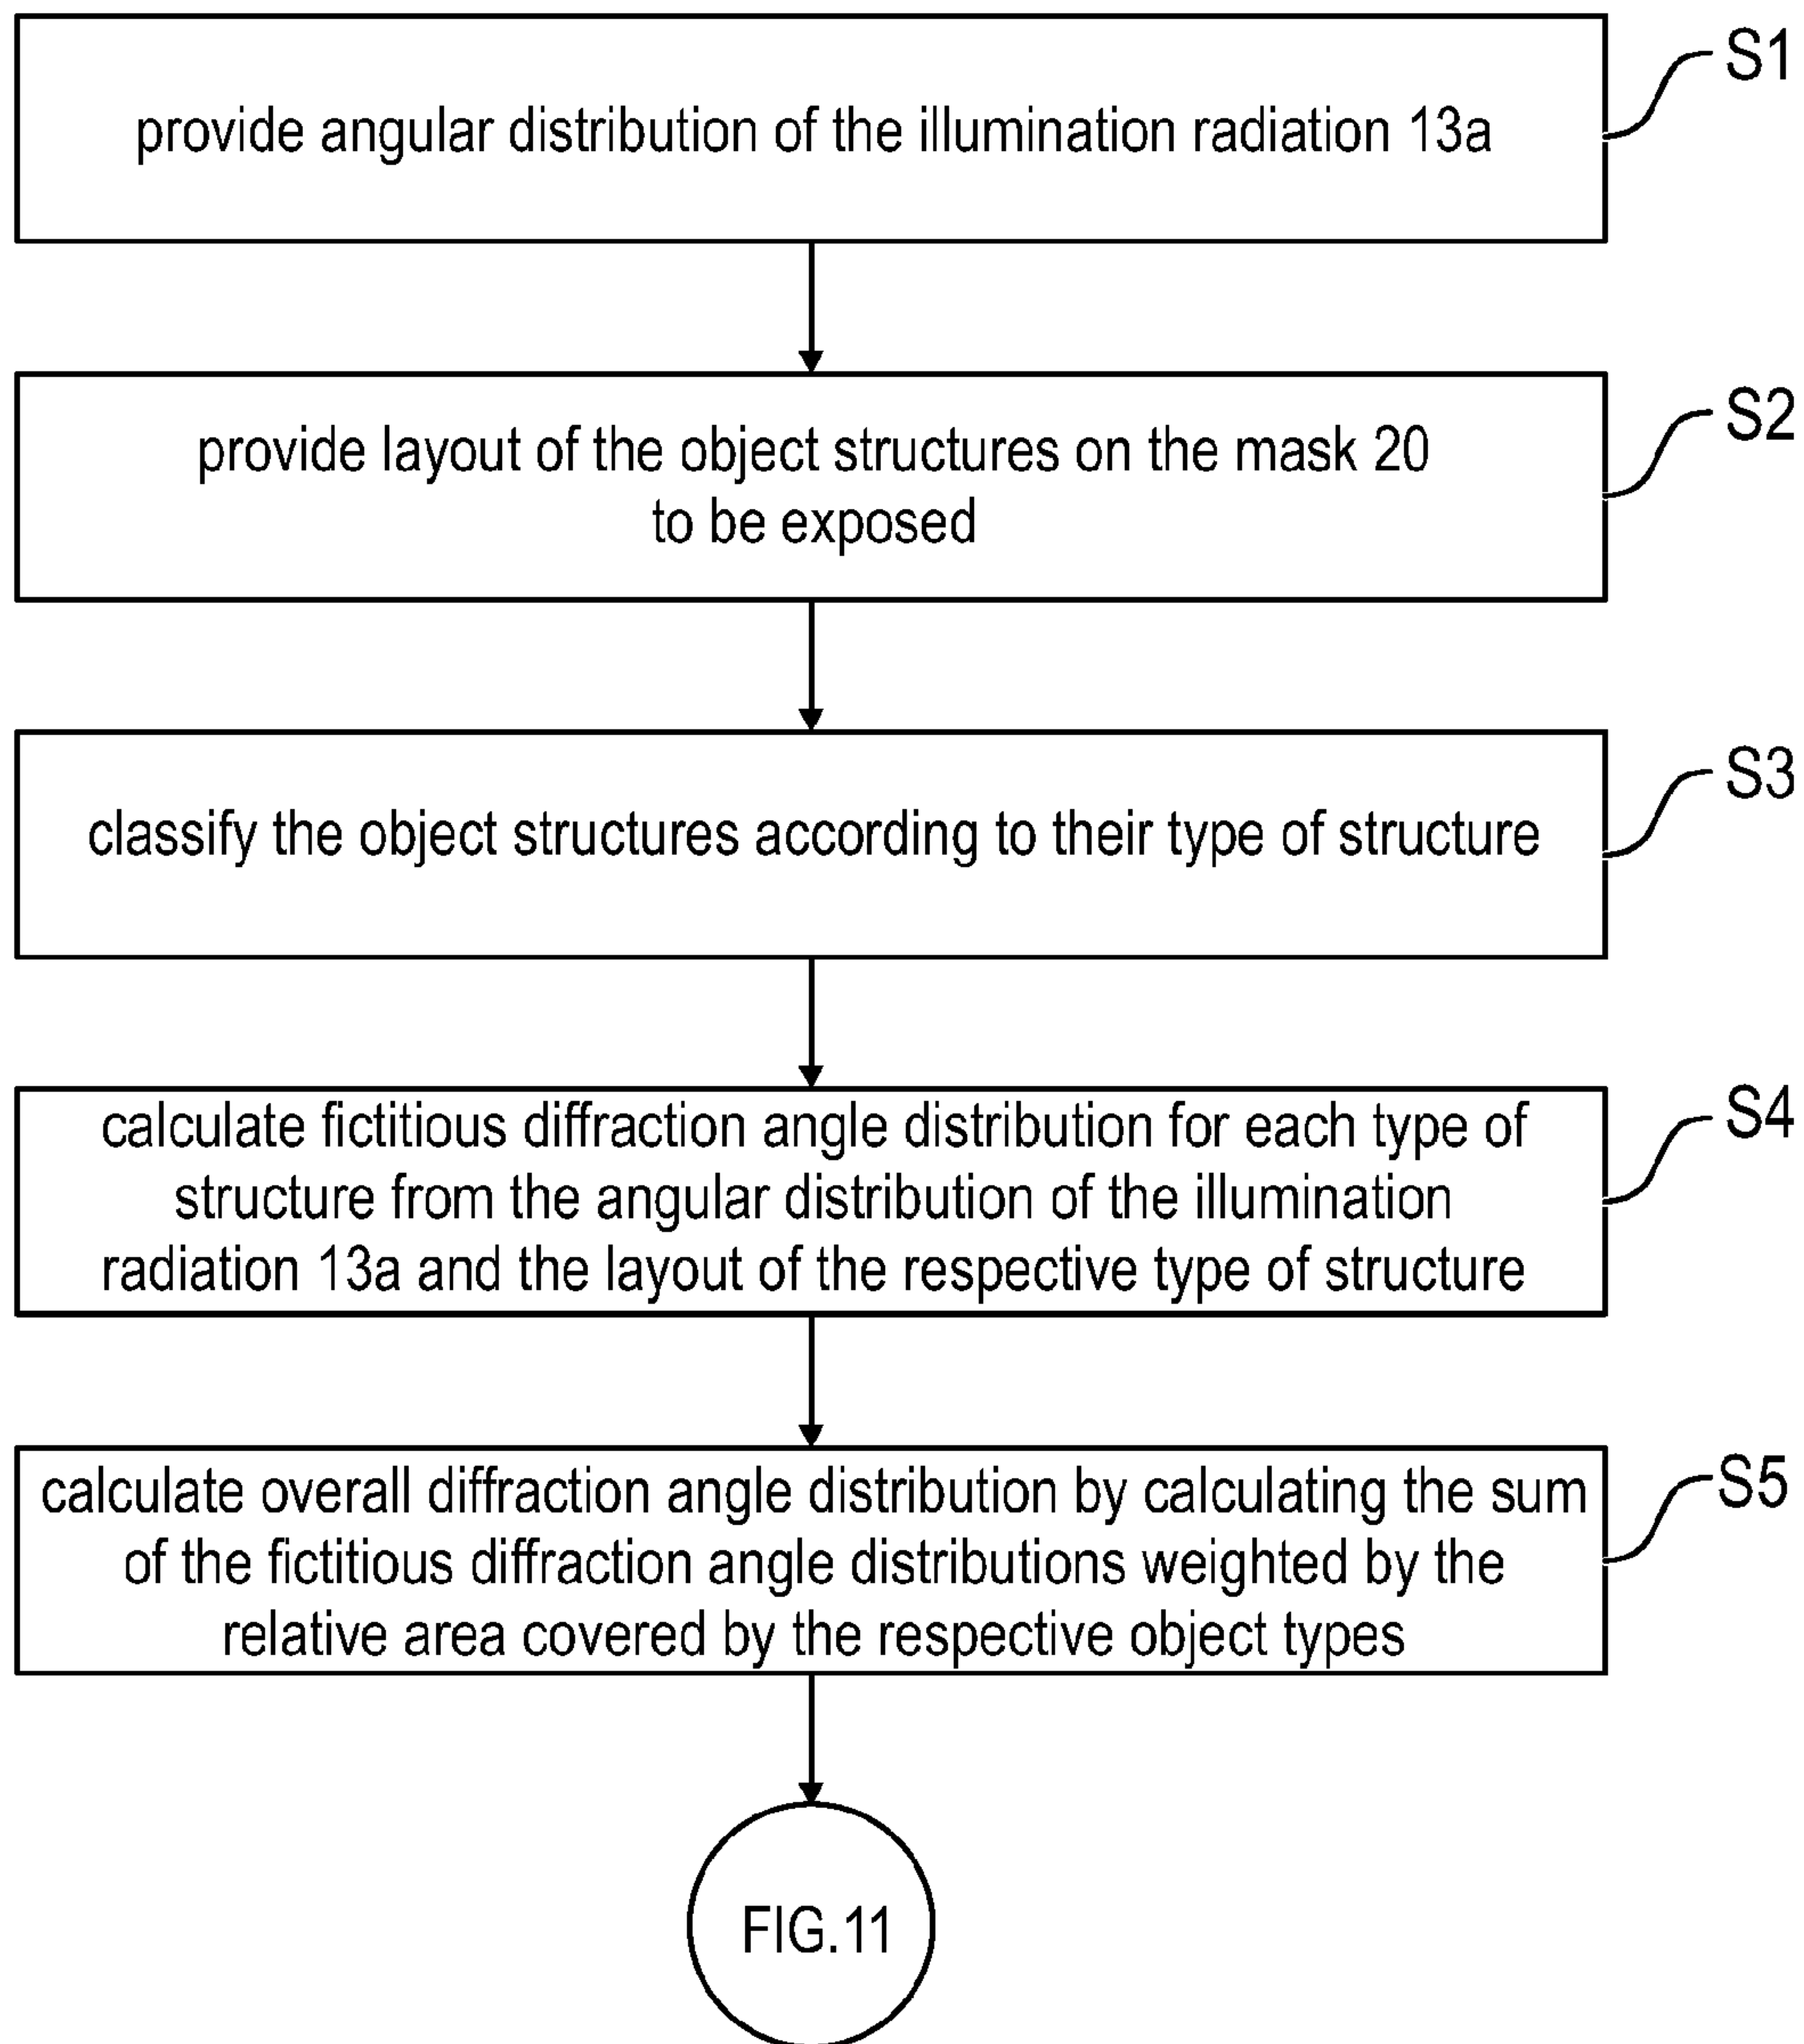 provide angular distribution of the illumination radiation 13a
S1
provide layout of the object structures on the mask 20
to be exposed
S2
classify the object structures according to their type of structure
S3
calculate fictitious diffraction angle distribution for each type of
structure from the angular distribution of the illumination
radiation 13a and the layout of the respective type of structure
S4
calculate overall diffraction angle distribution by calculating the sum
of the fictitious diffraction angle distributions weighted by the
relative area covered by the respective object types
S5
FIG.11